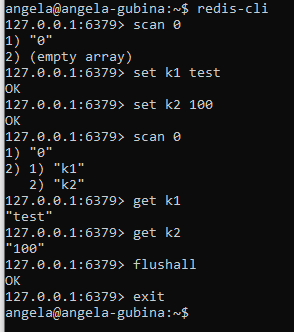 angela@angela-gubina:~$ redis-cli
127.0.0.1:6379> scan 0
1) "0"
2) (empty array)
127.0.0.1:6379> set k1 test
OK
127.0.0.1:6379> set k2 100
OK
127.0.0.1:6379> scan 0
1) "0"
2) 1) "k1"
   2) "k2"
127.0.0.1:6379> get k1
"test"
127.0.0.1:6379> get k2
"100"
127.0.0.1:6379> flushall
OK
127.0.0.1:6379> exit
angela@angela-gubina:~$